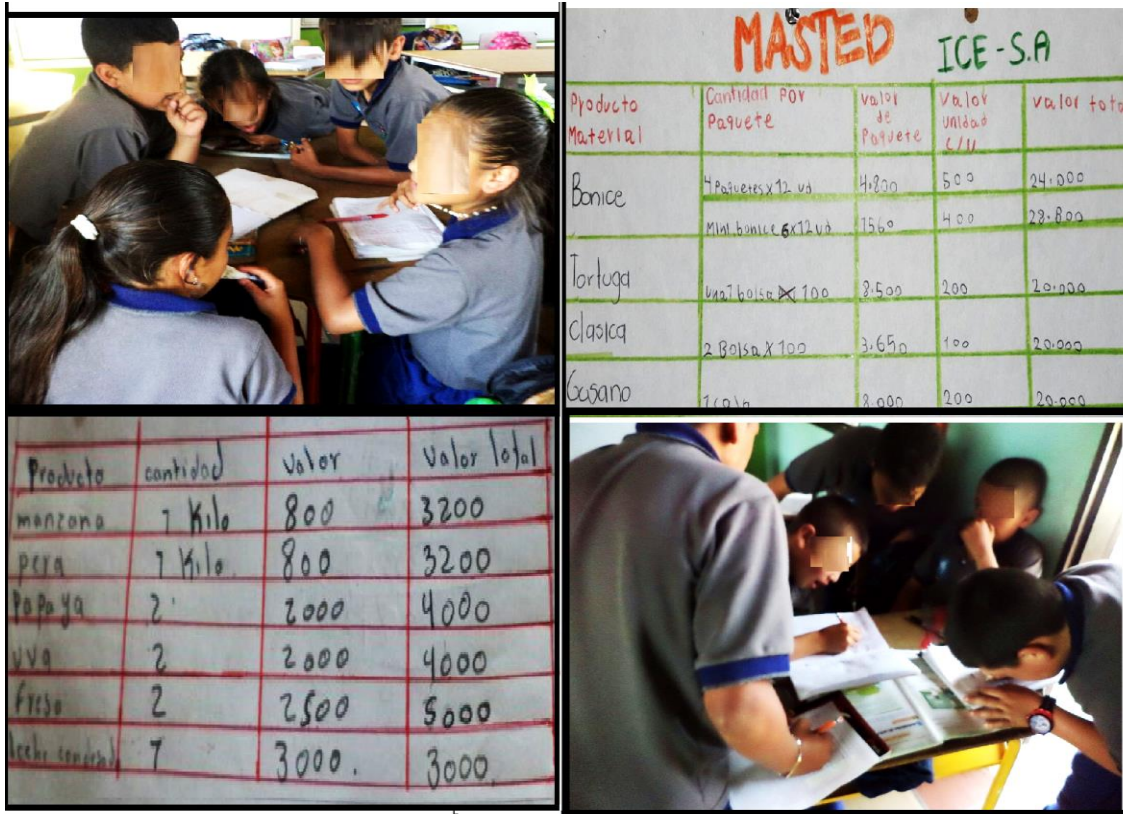 MASTED ICE-S.A
Producto Material | Cantidad por Paquete | valor de Paquete | valor unidad c/u | valor tota
Bonice | 4 Paquetes x 12 ud | 4.800 | 500 | 24.000
Mini.bonice 6x12ud | 1560 | 400 | 28.800
Tortuga | una 1 bolsa 100 | 8.500 | 200 | 20.000
Clasica | 2 Bolsa X 100 | 3.650 | 100 | 20.000
Gusano | 8.000 | 200 | 20.000
Producto | cantidad | Valor | Valor total
manzana | 1 Kilo | 800 | 3200
pera | 1 Kilo. | 800 | 3200
Papaya | 2 | 2000 | 4000
uva | 2 | 2000 | 4000
fresa | 2 | 2500 | 5000
leche | 1 | 3000. | 3000.